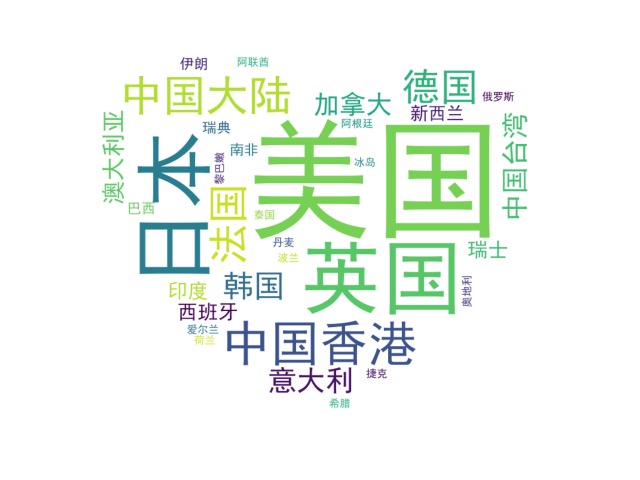 伊朗
阿联酋
中国大陆
加拿大
德国
俄罗斯
新西兰
瑞典
阿根廷
澳大利亚
日本
美国
中国台湾
南非
黎巴嫩
冰岛
法国
巴西
泰国
丹麦
波兰
英国
瑞士
韩国
印度
奥地利
西班牙
中国香港
爱尔兰
荷兰
意大利
捷克
希腊